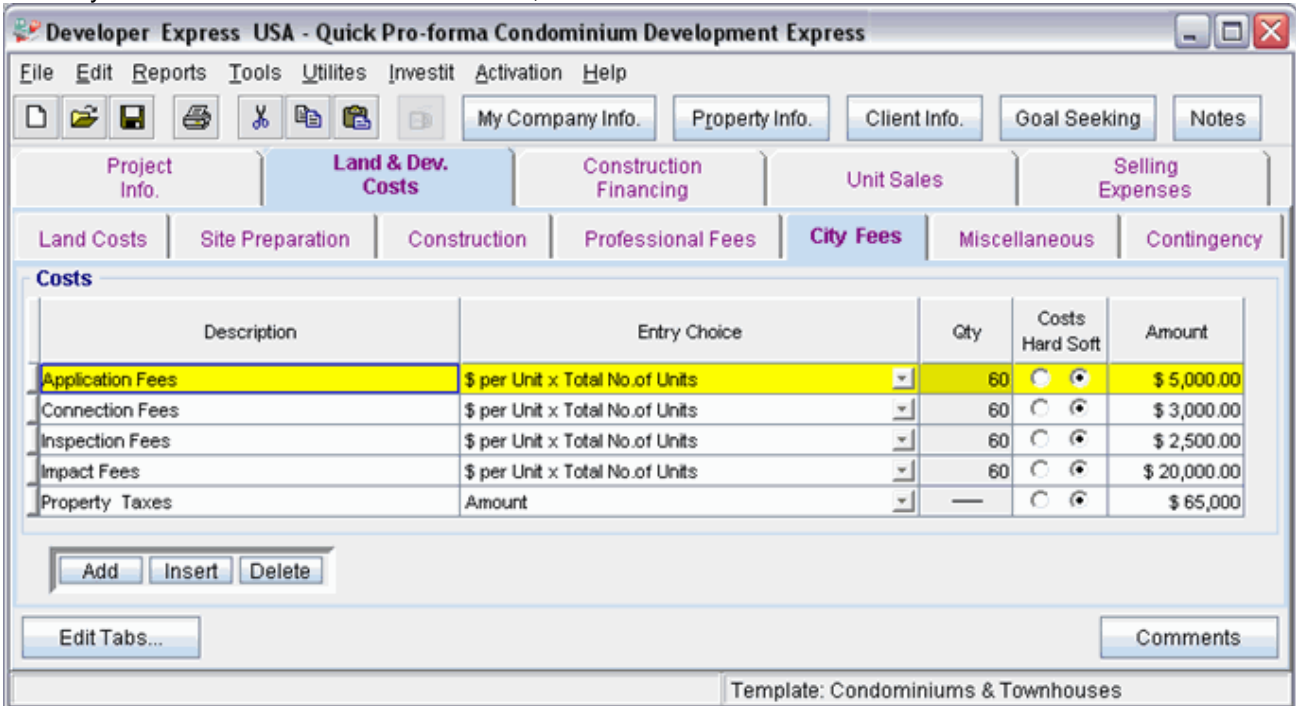 Developer Express USA - Quick Pro-forma Condominium Development Express
File Edit Reports Tools Utilites Investit Activation Help
My Company Info. Property Info. Client Info. Goal Seeking Notes
Project Info. Land & Dev. Costs Construction Financing Unit Sales Selling Expenses
Land Costs Site Preparation Construction Professional Fees City Fees Miscellaneous Contingency
Costs
Description Entry Choice Qty Costs Hard Soft Amount
Application Fees $ per Unit x Total No.of Units 60 $ 5,000.00
Connection Fees $ per Unit x Total No.of Units 60 $ 3,000.00
Inspection Fees $ per Unit x Total No.of Units 60 $ 2,500.00
Impact Fees $ per Unit x Total No.of Units 60 $ 20,000.00
Property Taxes Amount — $ 65,000
Add Insert Delete
Edit Tabs... Comments
Template: Condominiums & Townhouses